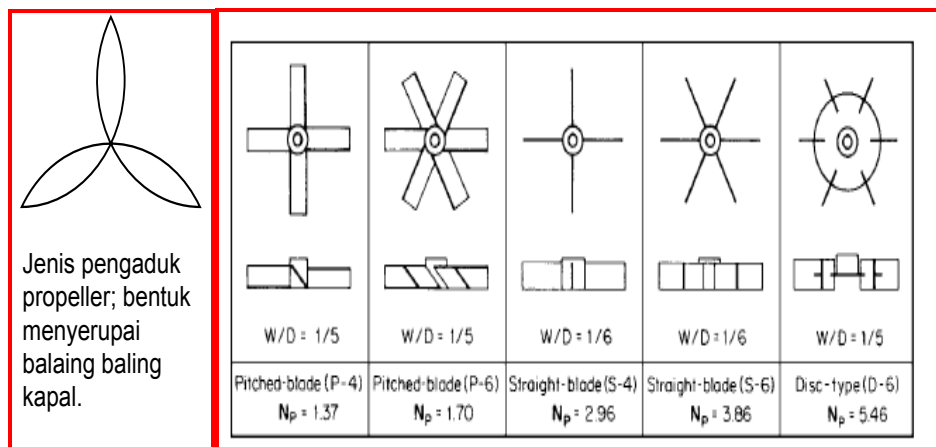 Jenis pengaduk
propeller; bentuk
menyerupai
balaing baling
kapal.
W/D = 1/5
W/D = 1/5
W/D = 1/6
W/D = 1/6
W/D = 1/5
Pitched-blade (P-4)
Np = 1.37
Pitched-blade (P-6)
Np = 1.70
Straight-blade (S-4)
Np = 2.96
Straight-blade (S-6)
Np = 3.86
Disc-type (D-6)
Np = 5.46